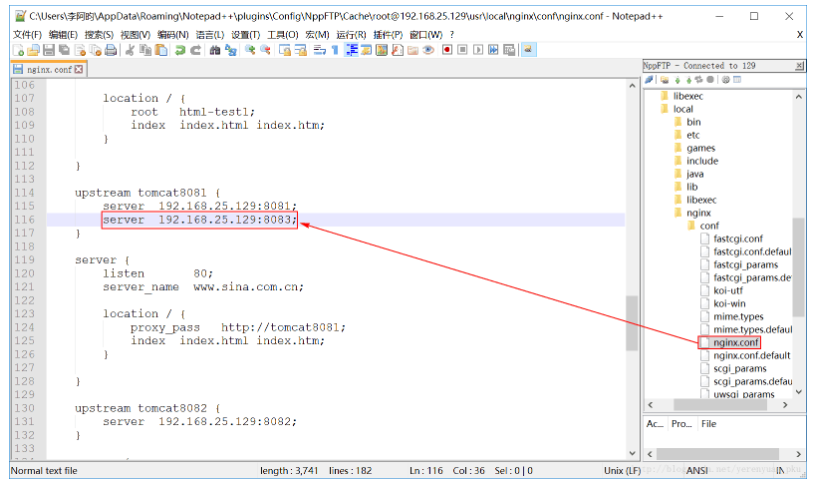 C:\Users\李阿昀\AppData\Roaming\Notepad++\plugins\Config\NppFTP\Cache\root@192.168.25.129\usr\local\nginx\conf\nginx.conf - Notepad++
文件(F) 编辑(E) 搜索(S) 视图(V) 编码(N) 语言(L) 设置(T) 工具(O) 宏(M) 运行(R) 插件(P) 窗口(W) ? X
nginx.conf
106
107 location / {
108 root html-test1;
109 index index.html index.htm;
110 }
111
112 }
113
114 upstream tomcat8081 {
115 server 192.168.25.129:8081;
116 server 192.168.25.129:8083;
117 }
118
119 server {
120 listen 80;
121 server_name www.sina.com.cn;
122
123 location / {
124 proxy_pass http://tomcat8081;
125 index index.html index.htm;
126 }
127
128 }
129
130 upstream tomcat8082 {
131 server 192.168.25.129:8082;
132 }
133
NppFTP - Connected to 129
libexec
local
bin
etc
games
include
java
lib
libexec
nginx
conf
fastcgi.conf
fastcgi.conf.defaul
fastcgi_params
fastcgi_params.de
koi-utf
koi-win
mime.types
mime.types.defaul
nginx.conf
nginx.conf.default
scgi_params
scgi_params.defau
uwsgi_params
Ac... Pro... File
Normal text file length : 3,741 lines : 182 Ln : 116 Col : 36 Sel : 0 | 0 Unix (LF) ANSI IN